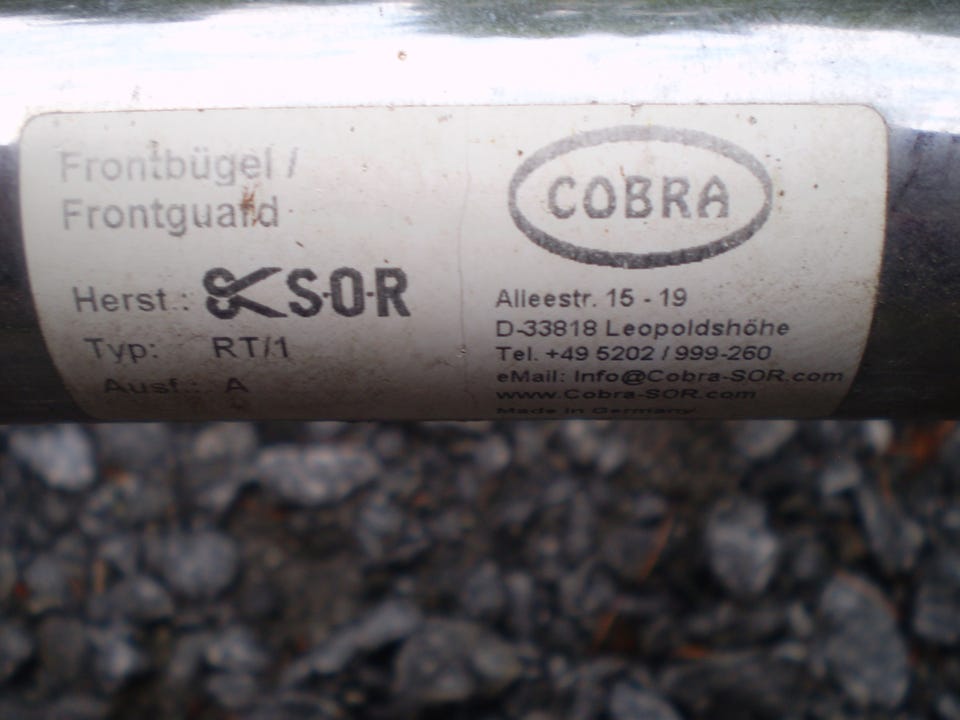 Frontbügel /
Frontguard
Herst.: S·O·R
Typ: RT/1
Ausf.: A
COBRA
Alleestr. 15 - 19
D-33818 Leopoldshöhe
Tel. +49 5202 / 999-260
eMail: Info@Cobra-SOR.com
www.Cobra-SOR.com
Made in Germany